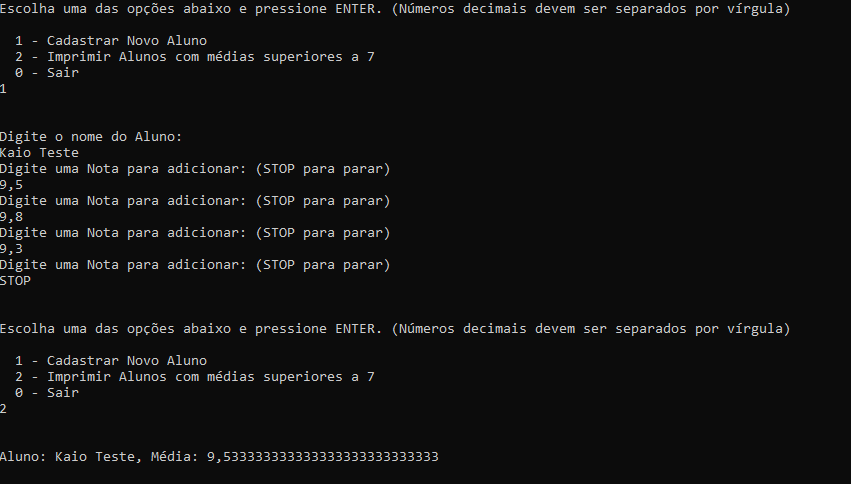 Escolha uma das opções abaixo e pressione ENTER. (Números decimais devem ser separados por vírgula)
1 - Cadastrar Novo Aluno
2 - Imprimir Alunos com médias superiores a 7
0 - Sair
1
Digite o nome do Aluno:
Kaio Teste
Digite uma Nota para adicionar: (STOP para parar)
9,5
Digite uma Nota para adicionar: (STOP para parar)
9,8
Digite uma Nota para adicionar: (STOP para parar)
9,3
Digite uma Nota para adicionar: (STOP para parar)
STOP
Escolha uma das opções abaixo e pressione ENTER. (Números decimais devem ser separados por vírgula)
1 - Cadastrar Novo Aluno
2 - Imprimir Alunos com médias superiores a 7
0 - Sair
2
Aluno: Kaio Teste, Média: 9,533333333333333333333333333